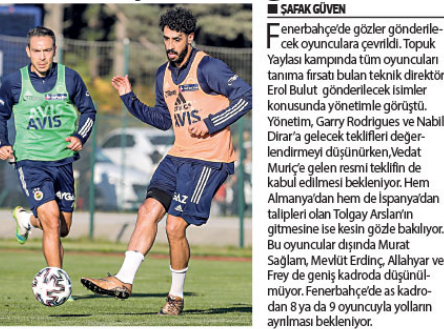 ŞAFAK GÜVEN
Fenerbahçe'de gözler gönderile-
cek oyunculara çevrildi. Topuk
Yaylası kampında tüm oyuncuları
tanıma fırsatı bulan teknik direktör
Erol Bulut gönderilecek isimler
konusunda yönetimle görüştü.
Yönetim, Garry Rodrigues ve Nabil
Dirar'a gelecek teklifleri değer-
lendirmeyi düşünürken,Vedat
Muriç'e gelen resmi teklifin de
kabul edilmesi bekleniyor. Hem
Almanya'dan hem de İspanya'dan
talipleri olan Tolgay Arslan'ın
gitmesine ise kesin gözle bakılıyor.
Bu oyuncular dışında Murat
Sağlam, Mevlüt Erdinç, Allahyar ve
Frey de geniş kadroda düşünül-
müyor. Fenerbahçe'de as kadro-
dan 8 ya da 9 oyuncuyla yolların
ayrılması bekleniyor.
AVIS
AVIS